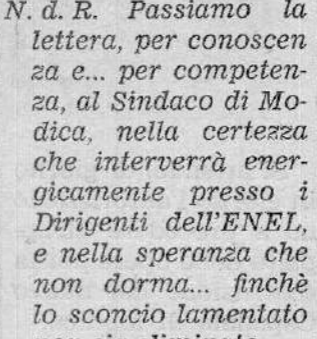 N. d. R. Passiamo la
lettera, per conoscen
za e... per competen-
za, al Sindaco di Mo-
dica, nella certezza
che interverrà ener-
gicamente presso i
Dirigenti dell'ENEL,
e nella speranza che
non dorma... finchè
lo sconcio lamentato